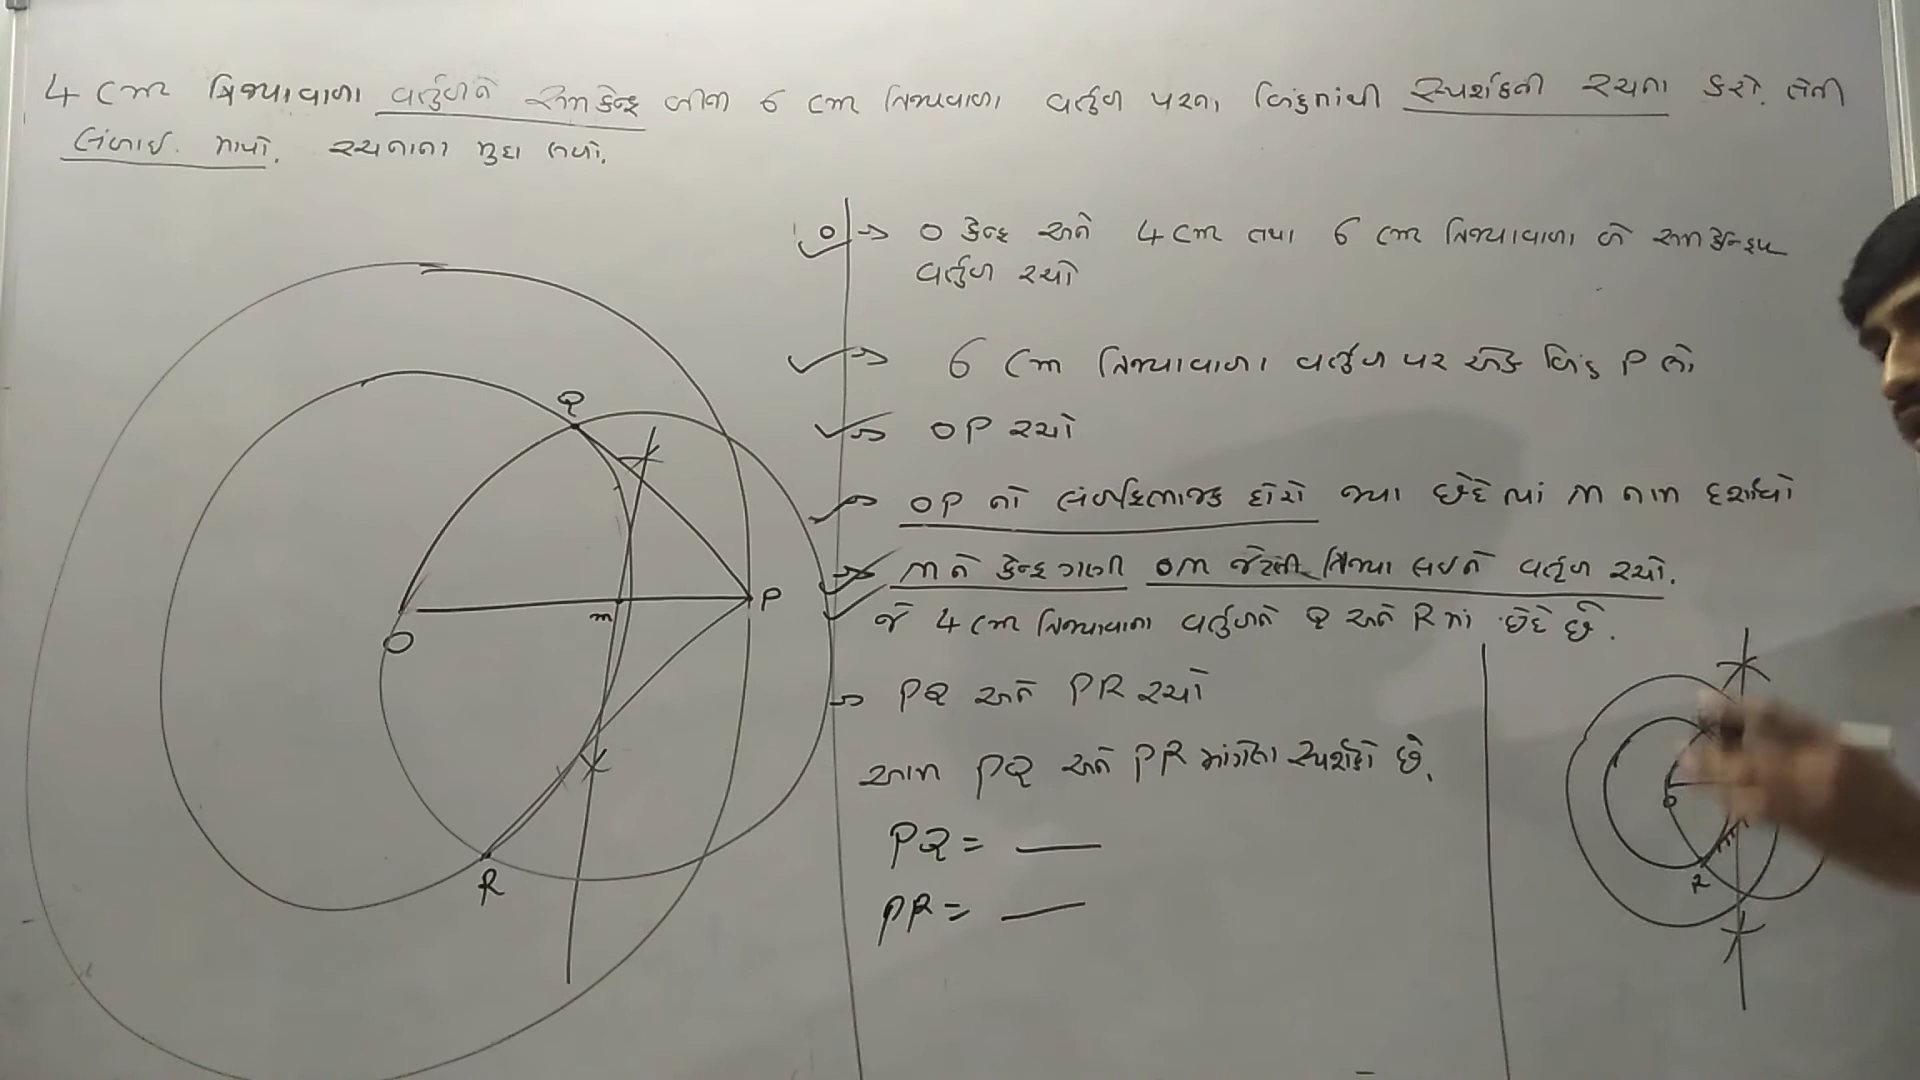 4 cm ત્રિજ્યાવાળા વર્તુળને સમકેન્દ્ર બીજા 6 cm ત્રિજ્યાવાળા વર્તુળ પરના બિંદુમાંથી સ્પર્શકની રચના કરો. તેની
લંબાઈ માપો. રચનાના મુદ્દા લખો.
O → O કેન્દ્ર અને 4 cm તથા 6 cm ત્રિજ્યાવાળા બે સમકેન્દ્રિય
વર્તુળ રચો
→ 6 cm ત્રિજ્યાવાળા વર્તુળ પર એક બિંદુ P લો
→ OP રચો
→ OP નો લંબદ્વિભાજક દોરો જ્યા છેદે ત્યાં m નામ દર્શાવો
→ m ને કેન્દ્ર ગણી OM જેટલી ત્રિજ્યા લઇને વર્તુળ રચો.
જે 4 cm ત્રિજ્યાવાળા વર્તુળને Q અને R માં છેદે છે.
→ PQ અને PR રચો
આમ PQ અને PR માંગેલા સ્પર્શકો છે.
PQ = —
PR = —
Q
P
m
O
R
O
R